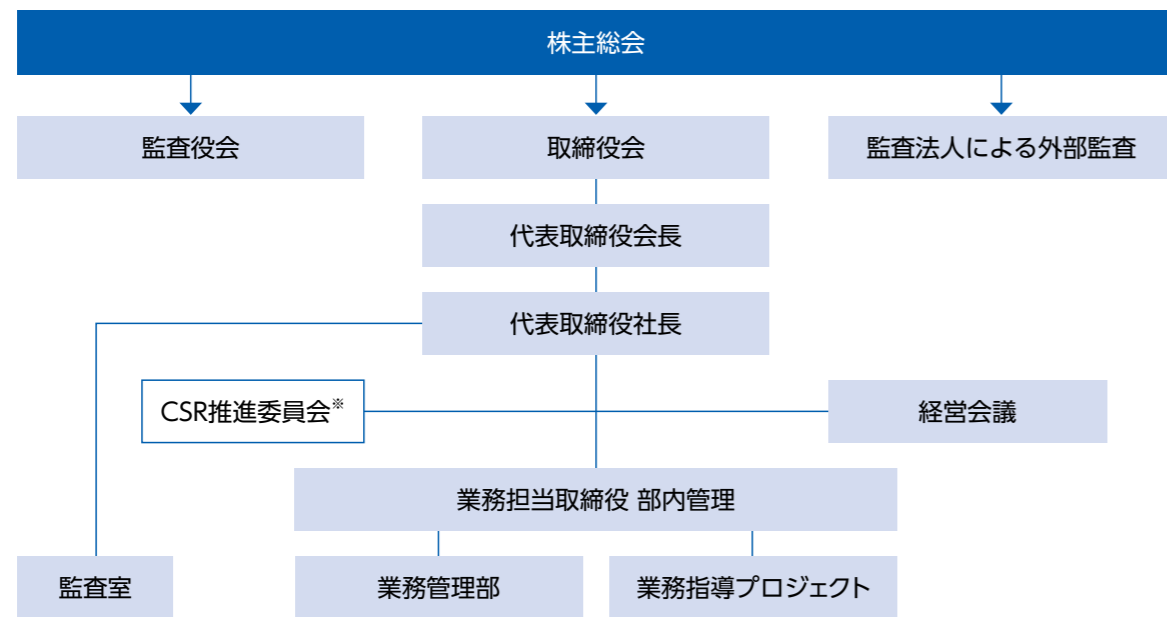 株主総会
監査役会
取締役会
監査法人による外部監査
代表取締役会長
代表取締役社長
CSR推進委員会※
経営会議
業務担当取締役 部内管理
監査室
業務管理部
業務指導プロジェクト